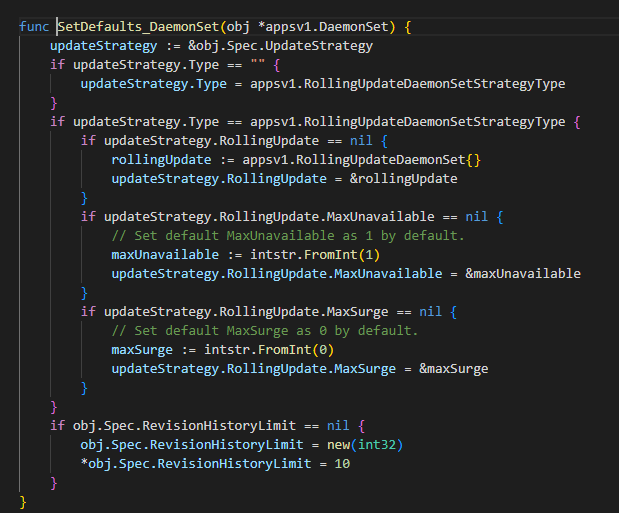 func SetDefaults_DaemonSet(obj *appsv1.DaemonSet) {
    updateStrategy := &obj.Spec.UpdateStrategy
    if updateStrategy.Type == "" {
        updateStrategy.Type = appsv1.RollingUpdateDaemonSetStrategyType
    }
    if updateStrategy.Type == appsv1.RollingUpdateDaemonSetStrategyType {
        if updateStrategy.RollingUpdate == nil {
            rollingUpdate := appsv1.RollingUpdateDaemonSet{}
            updateStrategy.RollingUpdate = &rollingUpdate
        }
        if updateStrategy.RollingUpdate.MaxUnavailable == nil {
            // Set default MaxUnavailable as 1 by default.
            maxUnavailable := intstr.FromInt(1)
            updateStrategy.RollingUpdate.MaxUnavailable = &maxUnavailable
        }
        if updateStrategy.RollingUpdate.MaxSurge == nil {
            // Set default MaxSurge as 0 by default.
            maxSurge := intstr.FromInt(0)
            updateStrategy.RollingUpdate.MaxSurge = &maxSurge
        }
    }
    if obj.Spec.RevisionHistoryLimit == nil {
        obj.Spec.RevisionHistoryLimit = new(int32)
        *obj.Spec.RevisionHistoryLimit = 10
    }
}